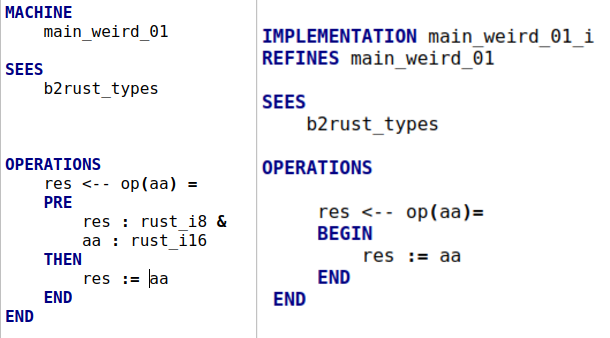 MACHINE
main_weird_01
SEES
b2rust_types
OPERATIONS
res <-- op(aa) =
PRE
res : rust_i8 &
aa : rust_i16
THEN
res := aa
END
END
IMPLEMENTATION main_weird_01_i
REFINES main_weird_01
SEES
b2rust_types
OPERATIONS
res <-- op(aa)=
BEGIN
res := aa
END
END